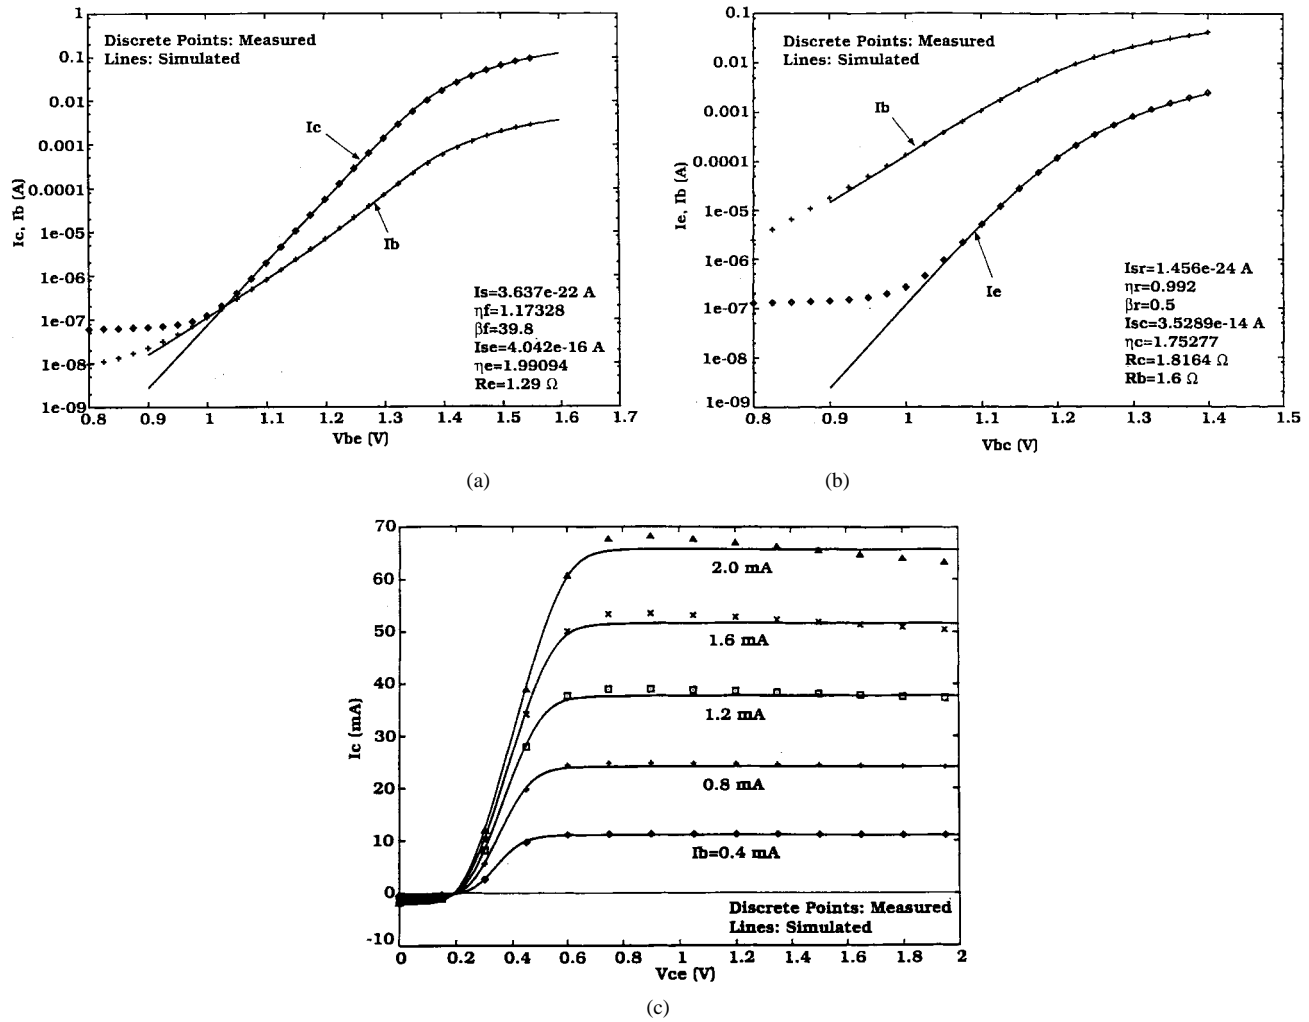 1
0.1
0.01
0.001
0.0001
1e-05
1e-06
1e-07
1e-08
1e-09
Ic, Ib (A)
Discrete Points: Measured
Lines: Simulated
Ic
Ib
Is=3.637e-22 A
ηf=1.17328
βf=39.8
Ise=4.042e-16 A
ηe=1.99094
Re=1.29 Ω
0.8 0.9 1.0 1.1 1.2 1.3 1.4 1.5 1.6 1.7
Vbe (V)
(a)
0.1
0.01
0.001
0.0001
1e-05
1e-06
1e-07
1e-08
1e-09
Ie, Ib (A)
Discrete Points: Measured
Lines: Simulated
Ib
Ie
Isr=1.456e-24 A
ηr=0.992
βr=0.5
Isc=3.5289e-14 A
ηc=1.75277
Rc=1.8164 Ω
Rb=1.6 Ω
0.8 0.9 1 1.1 1.2 1.3 1.4 1.5
Vbc (V)
(b)
70
60
50
40
30
20
10
0
-10
Ic (mA)
2.0 mA
1.6 mA
1.2 mA
0.8 mA
Ib=0.4 mA
Discrete Points: Measured
Lines: Simulated
0 0.2 0.4 0.6 0.8 1 1.2 1.4 1.6 1.8 2
Vce (V)
(c)